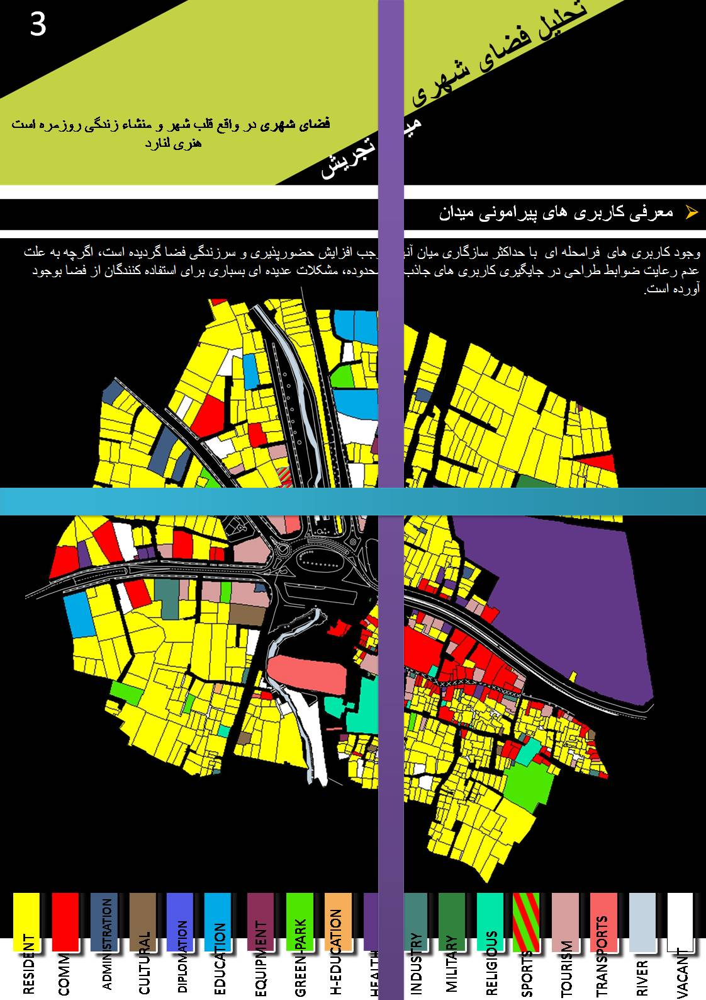 3
تحلیل فضای شهری
تجریش
فضای شهری در واقع قلب شهر و منشاء زندگی روزمره است
هنری لنارد
معرفی کاربری های پیرامونی میدان
وجود کاربری های فرامحله ای با حداکثر سازگاری میان افزایش حضورپذیری و سرزندگی فضا گردیده است، اگرچه به علت
عدم رعایت ضوابط طراحی در جایگیری کاربری های جاذب مشکلات عدیده ای بسیاری برای استفاده کنندگان از فضا بوجود
آورده است.
RESIDENT
COMM
ADMINISTRATION
CULTURAL
DIPLOMATION
EDUCATION
EQUIPMENT
GREEN-PARK
H-EDUCATION
HEALTH
INDUSTRY
MILITARY
RELIGIOUS
SPORTS
TOURISM
TRANSPORTS
RIVER
VACANT